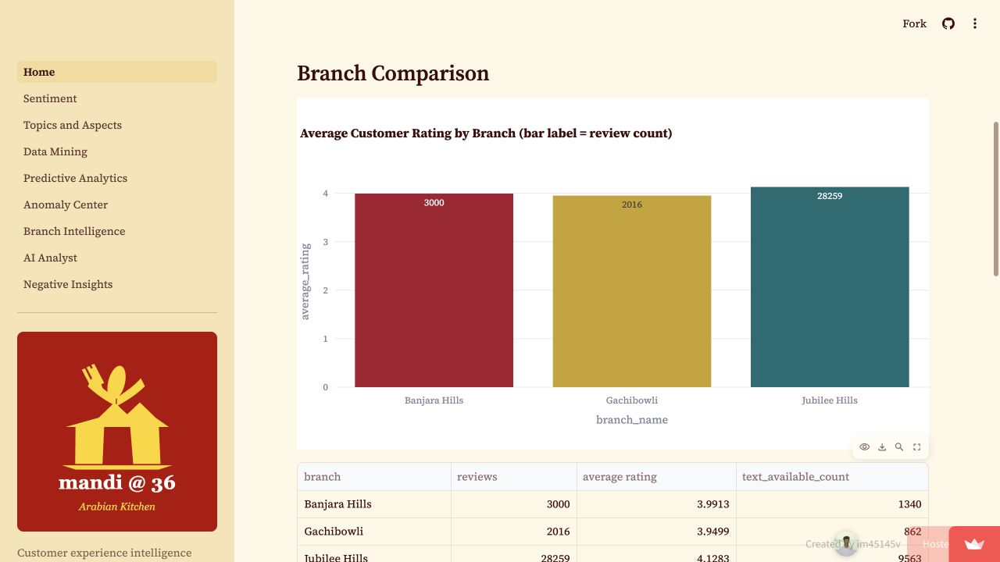 Fork
Home
Sentiment
Topics and Aspects
Data Mining
Predictive Analytics
Anomaly Center
Branch Intelligence
AI Analyst
Negative Insights
mandi @ 36
Arabian Kitchen
Customer experience intelligence
Branch Comparison
Average Customer Rating by Branch (bar label = review count)
average_rating
4
3
2
1
0
3000
2016
28259
Banjara Hills
Gachibowli
Jubilee Hills
branch_name
branch reviews average rating text_available_count
Banjara Hills 3000 3.9913 1340
Gachibowli 2016 3.9499 862
Jubilee Hills 28259 4.1283 9563
Created by im45145v